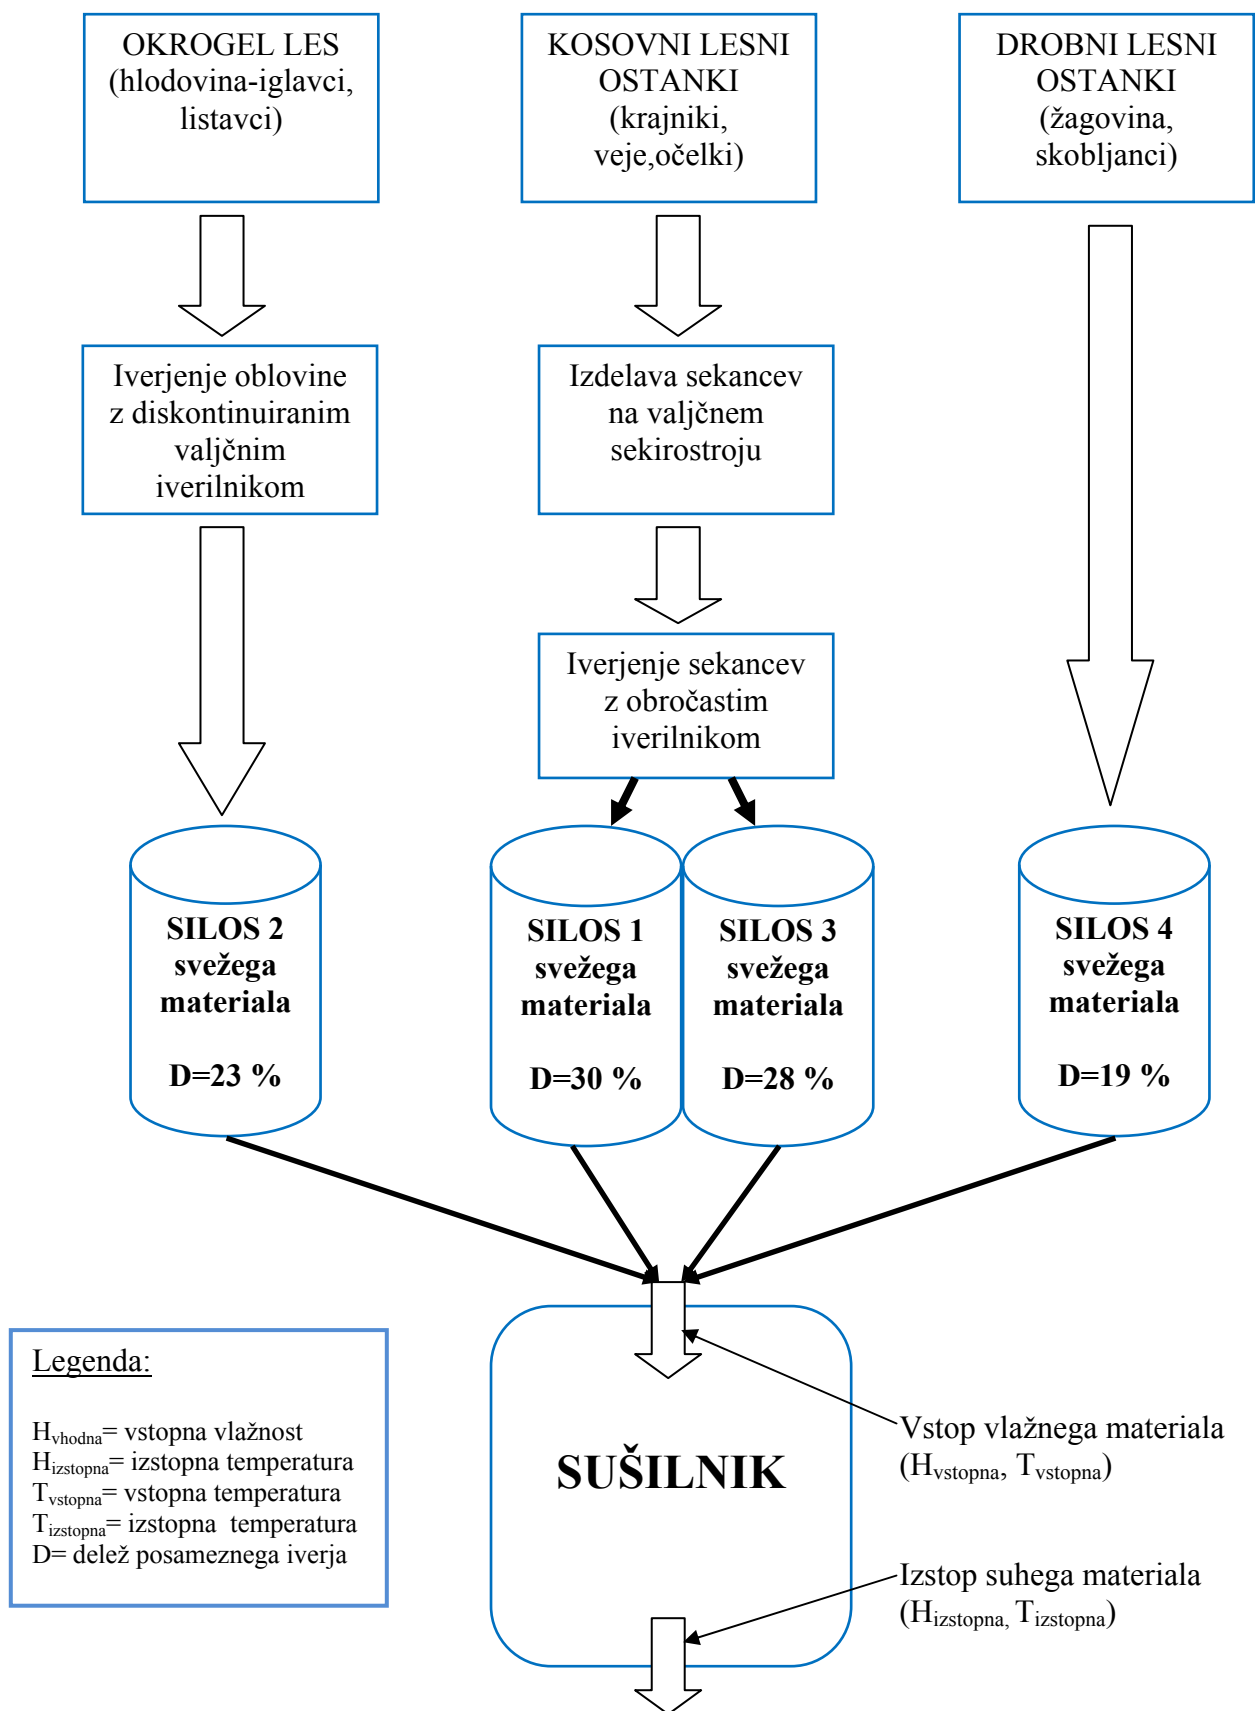 OKROGEL LES
(hlodovina-iglavci,
listavci)
KOSOVNI LESNI
OSTANKI
(krajniki,
veje,očelki)
DROBNI LESNI
OSTANKI
(žagovina,
skobljanci)
Iverjenje oblovine
z diskontinuiranim
valjčnim
iverilnikom
Izdelava sekancev
na valjčnem
sekirostroju
Iverjenje sekancev
z obročastim
iverilnikom
SILOS 2
svežega
materiala
D=23 %
SILOS 1
svežega
materiala
D=30 %
SILOS 3
svežega
materiala
D=28 %
SILOS 4
svežega
materiala
D=19 %
Legenda:
Hvhodna= vstopna vlažnost
Hizstopna= izstopna temperatura
Tvstopna= vstopna temperatura
Tizstopna= izstopna temperatura
D= delež posameznega iverja
SUŠILNIK
Vstop vlažnega materiala
(Hvstopna, Tvstopna)
Izstop suhega materiala
(Hizstopna, Tizstopna)